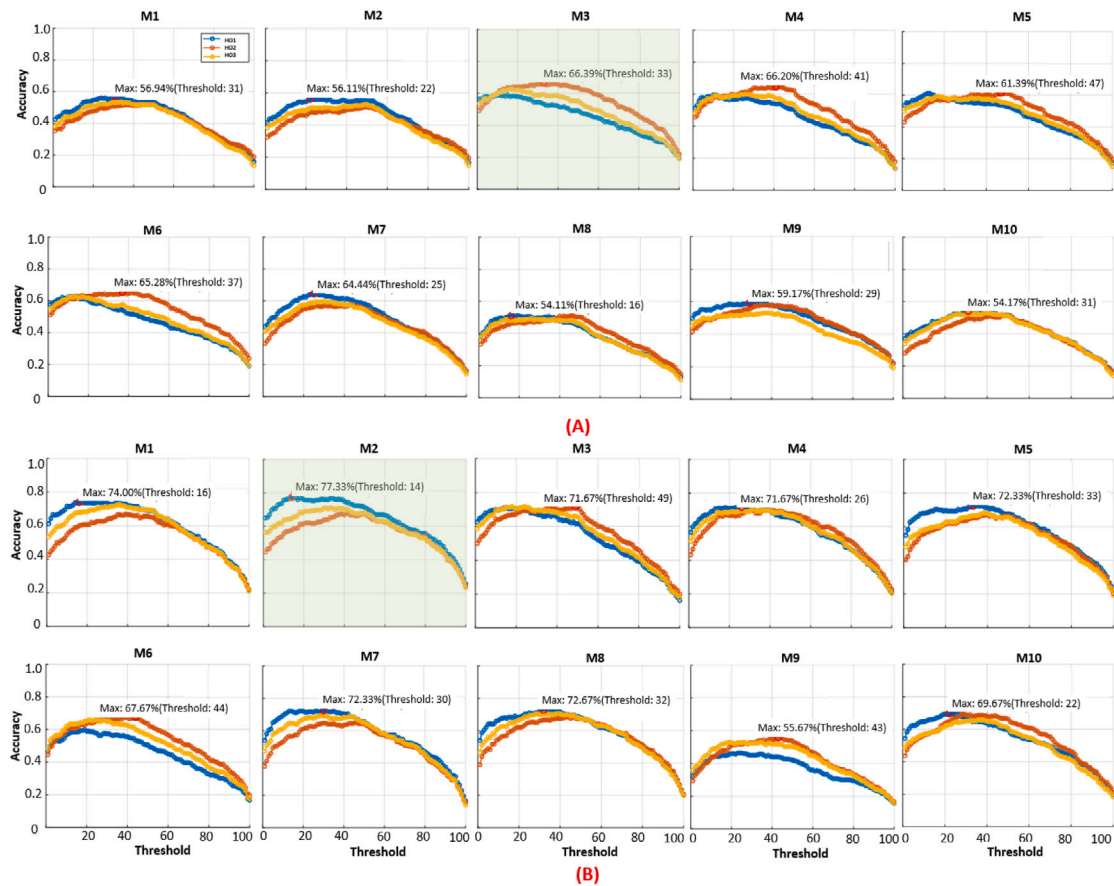 M1 M2 M3 M4 M5
1.0
HO1
HO2
HO3
0.8
Max: 56.94%(Threshold: 31) Max: 56.11%(Threshold: 22) Max: 66.39%(Threshold: 33) Max: 66.20%(Threshold: 41) Max: 61.39%(Threshold: 47)
0.6
Accuracy
0.4
0.2
0
M6 M7 M8 M9 M10
1.0
0.8
Max: 65.28%(Threshold: 37) Max: 64.44%(Threshold: 25) Max: 54.11%(Threshold: 16) Max: 59.17%(Threshold: 29) Max: 54.17%(Threshold: 31)
0.6
Accuracy
0.4
0.2
0
(A)
M1 M2 M3 M4 M5
1.0
0.8
Max: 74.00%(Threshold: 16) Max: 77.33%(Threshold: 14) Max: 71.67%(Threshold: 49) Max: 71.67%(Threshold: 26) Max: 72.33%(Threshold: 33)
0.6
Accuracy
0.4
0.2
0
M6 M7 M8 M9 M10
1.0
0.8
Max: 67.67%(Threshold: 44) Max: 72.33%(Threshold: 30) Max: 72.67%(Threshold: 32) Max: 55.67%(Threshold: 43) Max: 69.67%(Threshold: 22)
0.6
Accuracy
0.4
0.2
0
20 40 60 80 100 0 20 40 60 80 100 0 20 40 60 80 100 0 20 40 60 80 100 0 20 40 60 80 100
Threshold Threshold Threshold Threshold Threshold
(B)